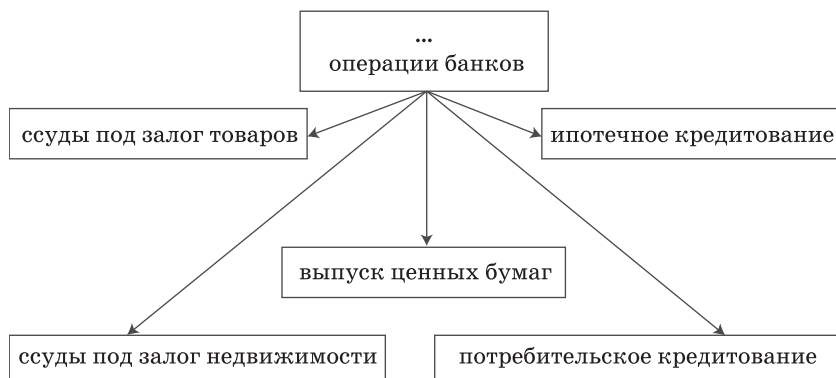 ...
операции банков
ссуды под залог товаров
ипотечное кредитование
выпуск ценных бумаг
ссуды под залог недвижимости
потребительское кредитование